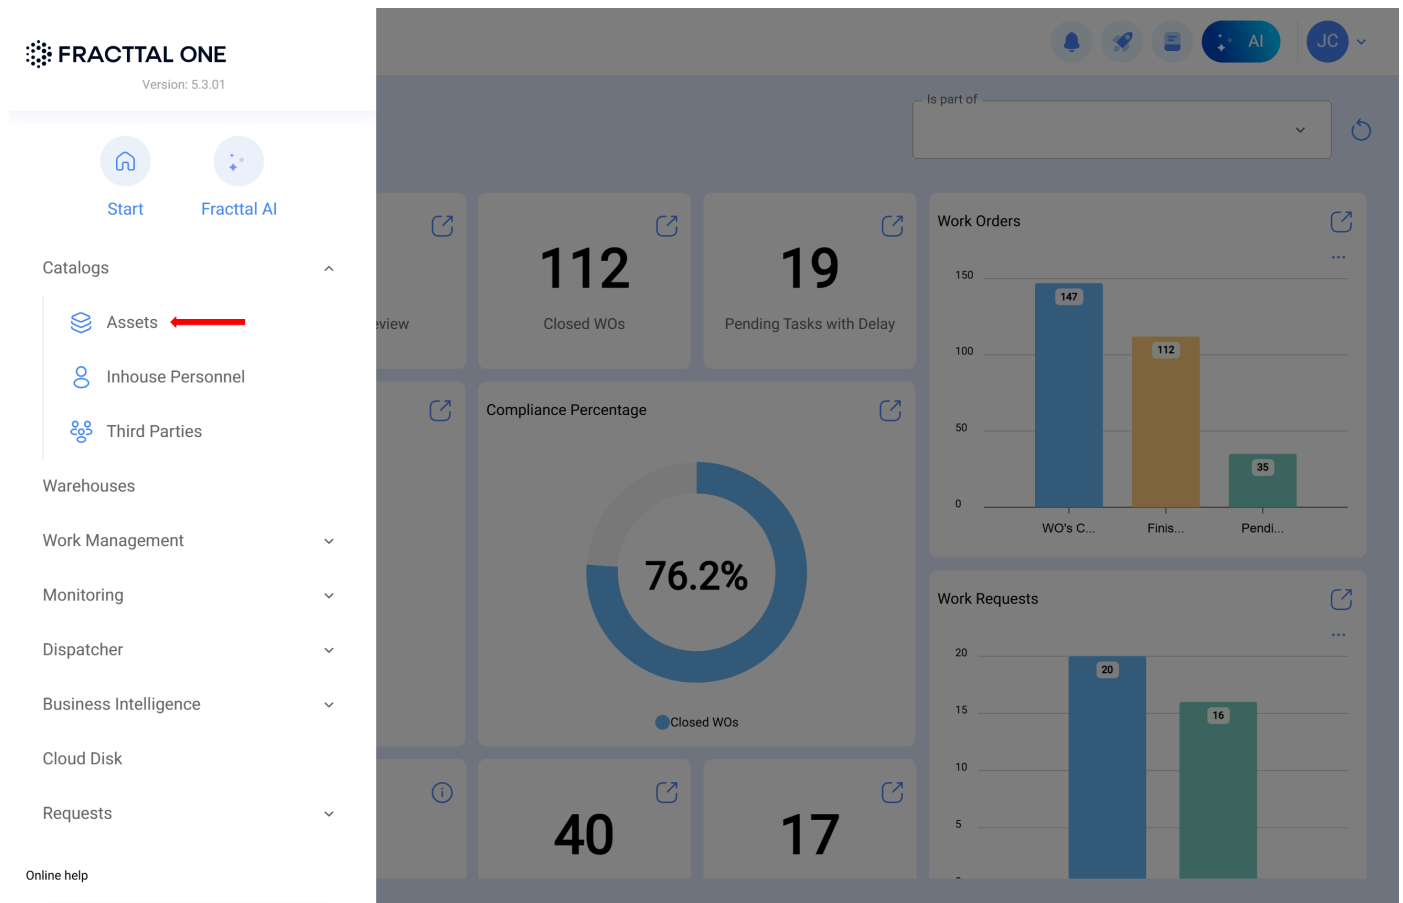 FRACTTAL ONE
Version: 5.3.01
AI
JC
Is part of
Start
Fracttal AI
Catalogs
Assets
Inhouse Personnel
Third Parties
Warehouses
Work Management
Monitoring
Dispatcher
Business Intelligence
Cloud Disk
Requests
Online help
eview
112
Closed WOs
19
Pending Tasks with Delay
Compliance Percentage
76.2%
Closed WOs
40
17
Work Orders
150
100
50
0
147
112
35
WO's C...
Finis...
Pendi...
Work Requests
20
15
10
5
20
16